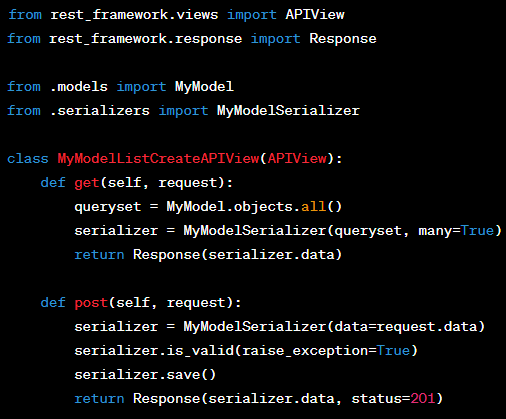 from rest_framework.views import APIView
from rest_framework.response import Response
from .models import MyModel
from .serializers import MyModelSerializer
class MyModelListCreateAPIView(APIView):
    def get(self, request):
        queryset = MyModel.objects.all()
        serializer = MyModelSerializer(queryset, many=True)
        return Response(serializer.data)
    def post(self, request):
        serializer = MyModelSerializer(data=request.data)
        serializer.is_valid(raise_exception=True)
        serializer.save()
        return Response(serializer.data, status=201)